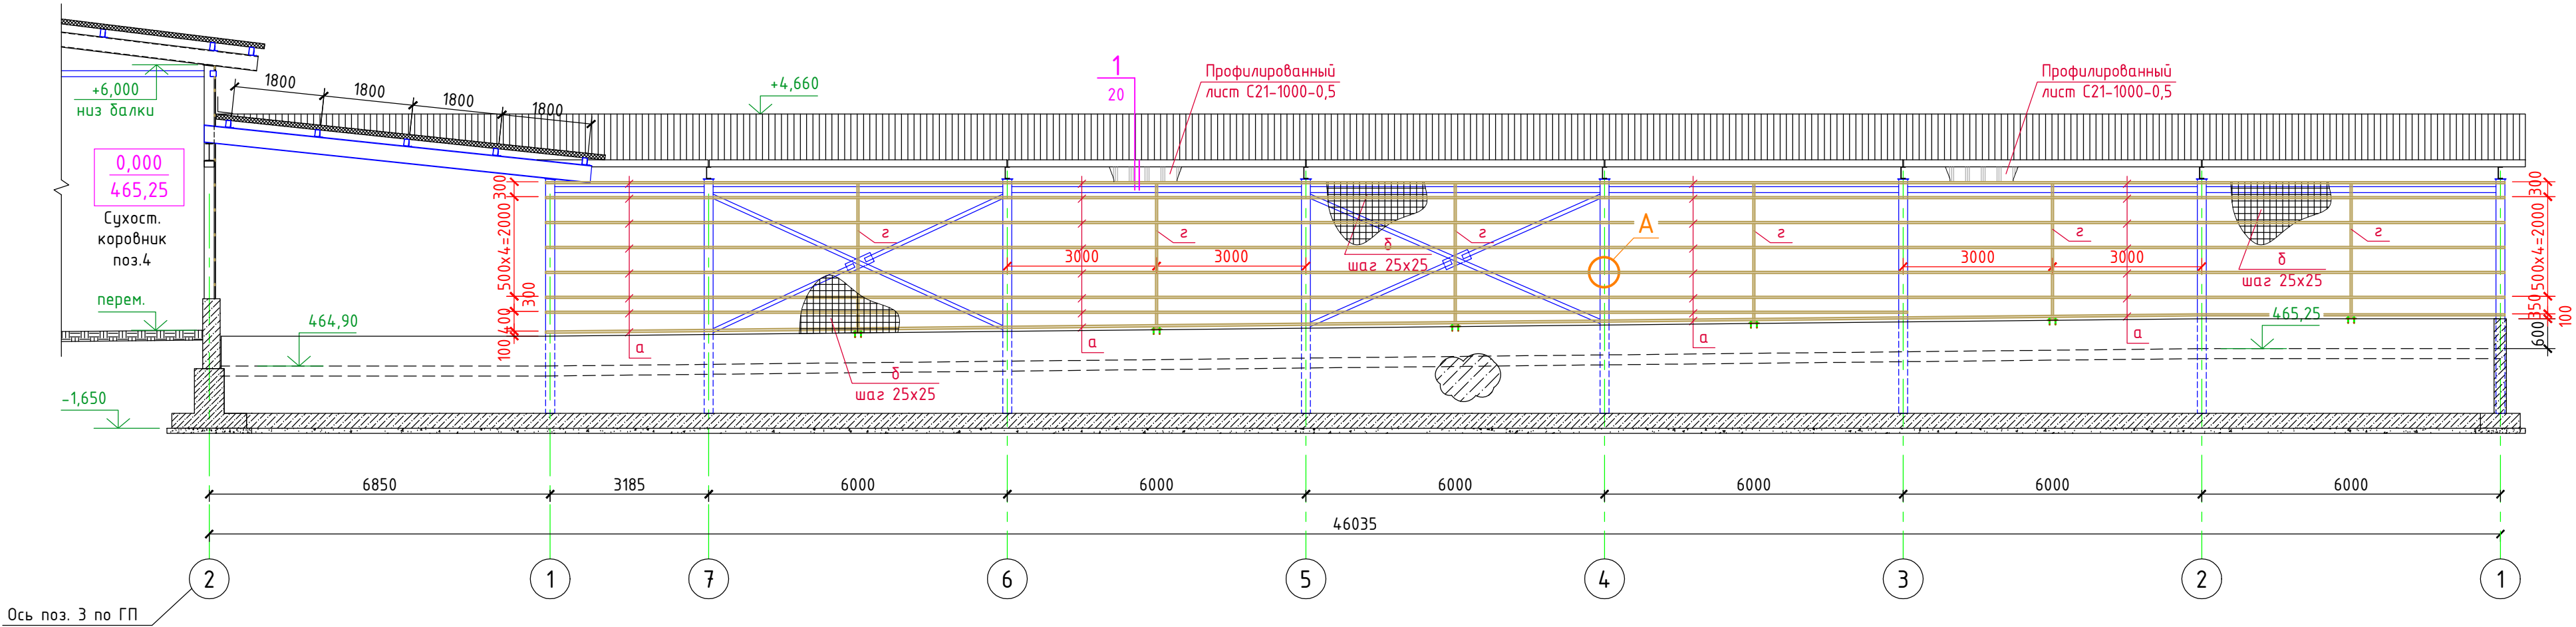 +6,000
низ балки
0,000
465,25
Сухост.
коровник
поз.4
перем.
-1,650
464,90
1800
1800
1800
1800
+4,660
1
20
Профилированный
лист С21-1000-0,5
Профилированный
лист С21-1000-0,5
300
500х4=2000
300
400
100
а
г
б
шаг 25х25
а
3000
3000
г
б
шаг 25х25
г
А
а
г
3000
3000
г
а
б
шаг 25х25
г
465,25
300
500х4=2000
350
100
600
6850
3185
6000
6000
6000
6000
6000
6000
46035
2
1
7
6
5
4
3
2
1
Ось поз. 3 по ГП